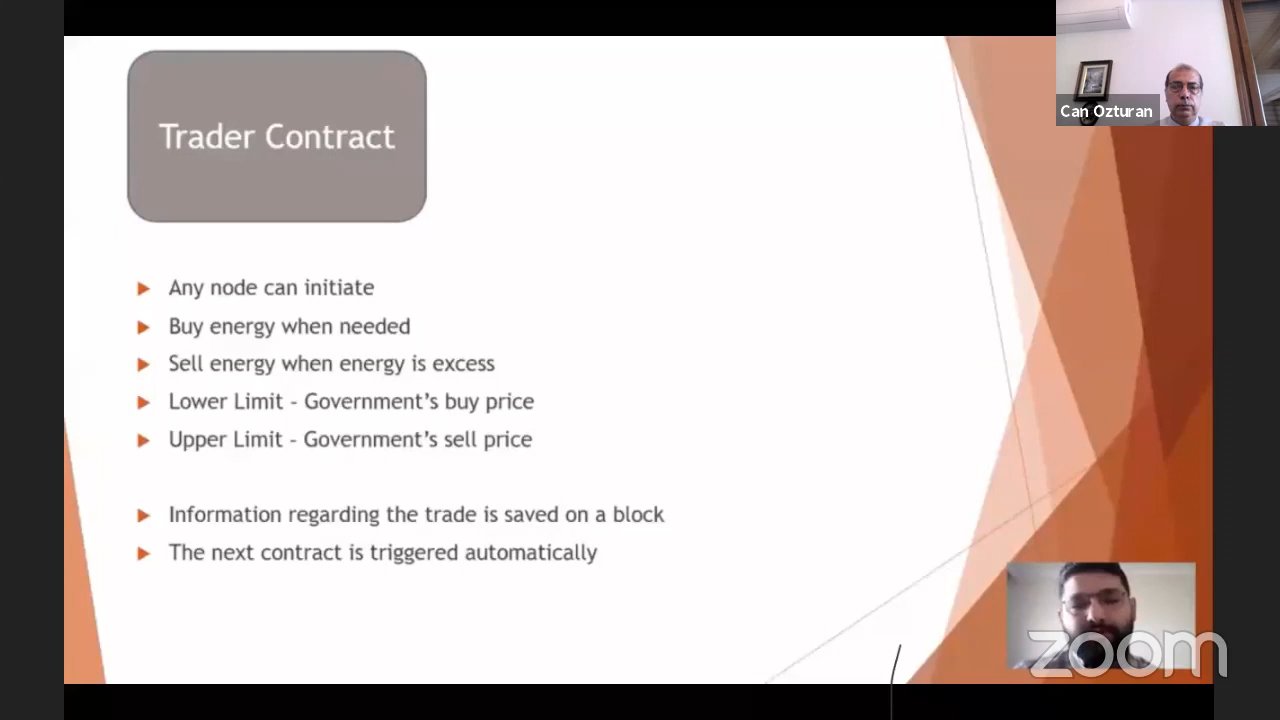 Can Ozturan
Trader Contract
Any node can initiate
Buy energy when needed
Sell energy when energy is excess
Lower Limit - Government's buy price
Upper Limit - Government's sell price
Information regarding the trade is saved on a block
The next contract is triggered automatically
zoom